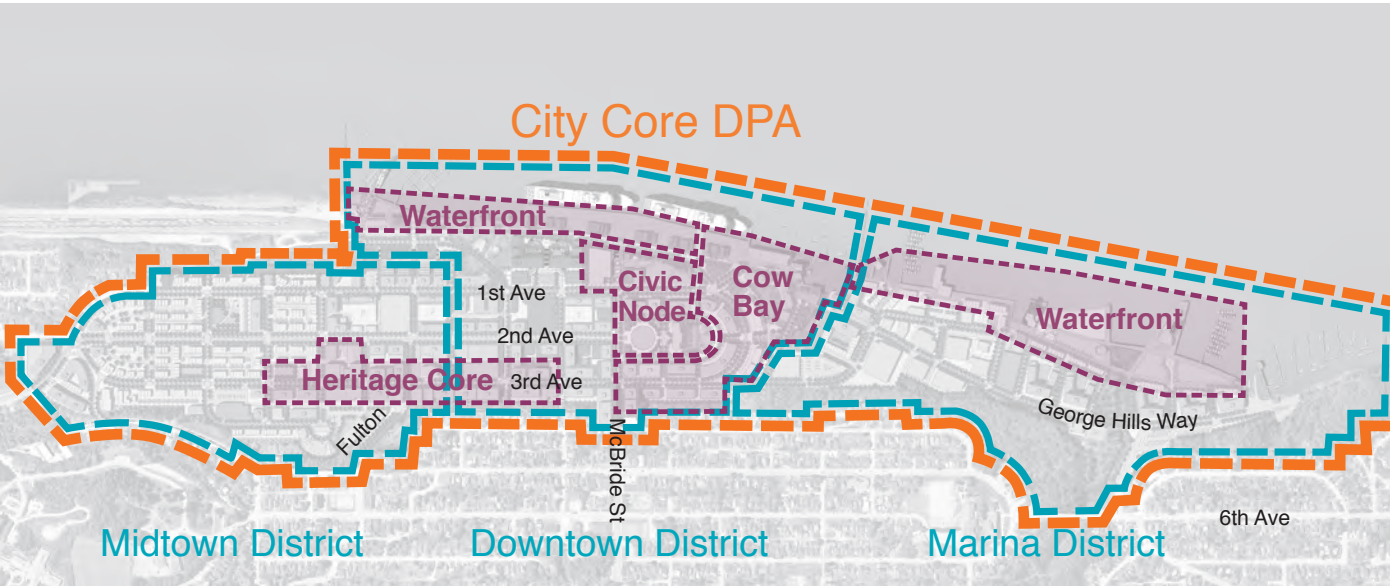 City Core DPA
Waterfront
Civic
Node
Cow
Bay
1st Ave
2nd Ave
Waterfront
Heritage Core
3rd Ave
Fulton
McBride St
George Hills Way
6th Ave
Midtown District
Downtown District
Marina District